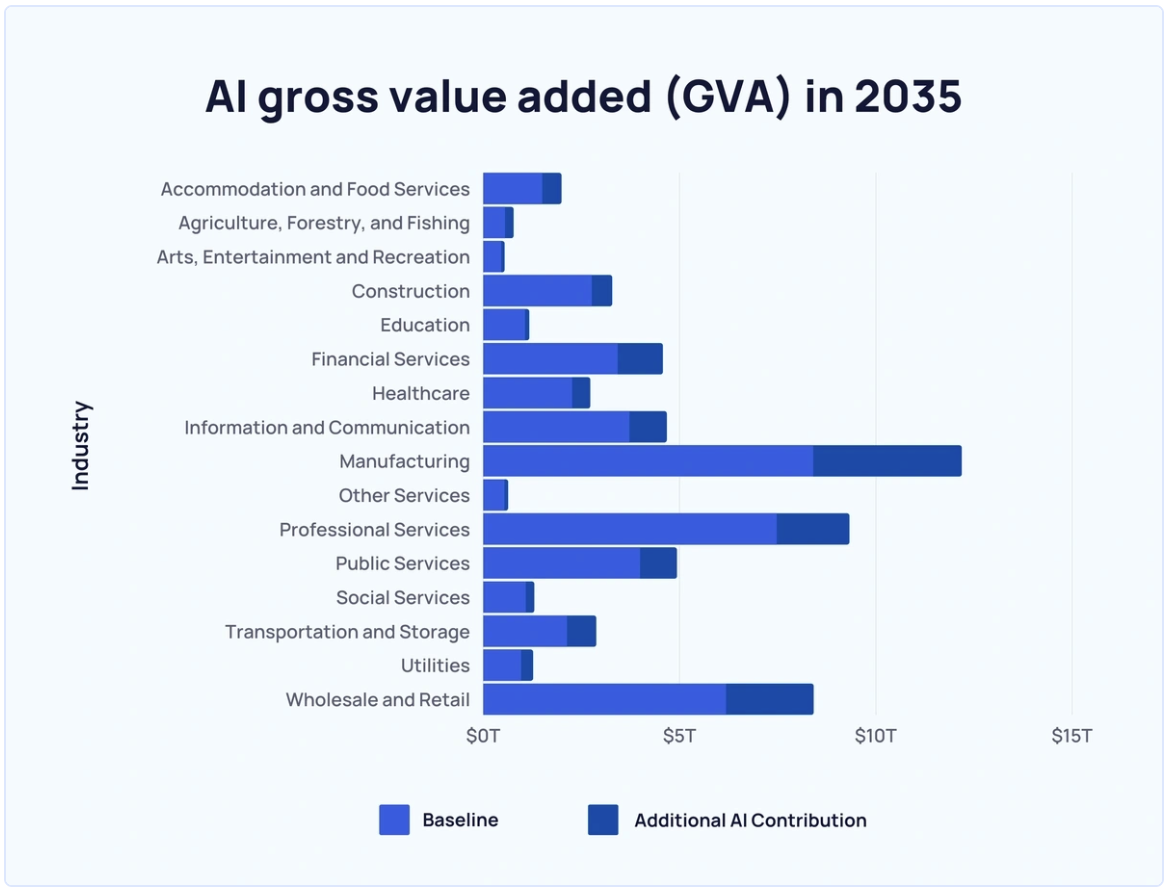 AI gross value added (GVA) in 2035
Industry
Accommodation and Food Services
Agriculture, Forestry, and Fishing
Arts, Entertainment and Recreation
Construction
Education
Financial Services
Healthcare
Information and Communication
Manufacturing
Other Services
Professional Services
Public Services
Social Services
Transportation and Storage
Utilities
Wholesale and Retail
$0T $5T $10T $15T
Baseline Additional AI Contribution